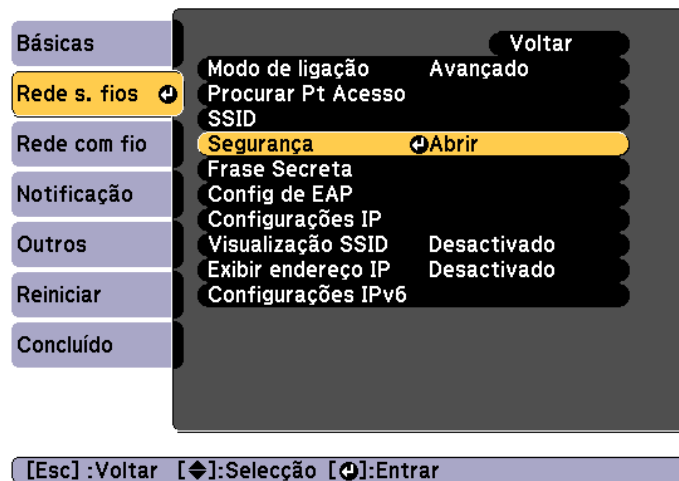 Básicas
Rede s. fios
Rede com fio
Notificação
Outros
Reiniciar
Concluído
Voltar
Modo de ligação Avançado
Procurar Pt Acesso
SSID
Segurança Abrir
Frase Secreta
Config de EAP
Configurações IP
Visualização SSID Desactivado
Exibir endereço IP Desactivado
Configurações IPv6
[Esc] :Voltar [◆]:Selecção [↵]:Entrar